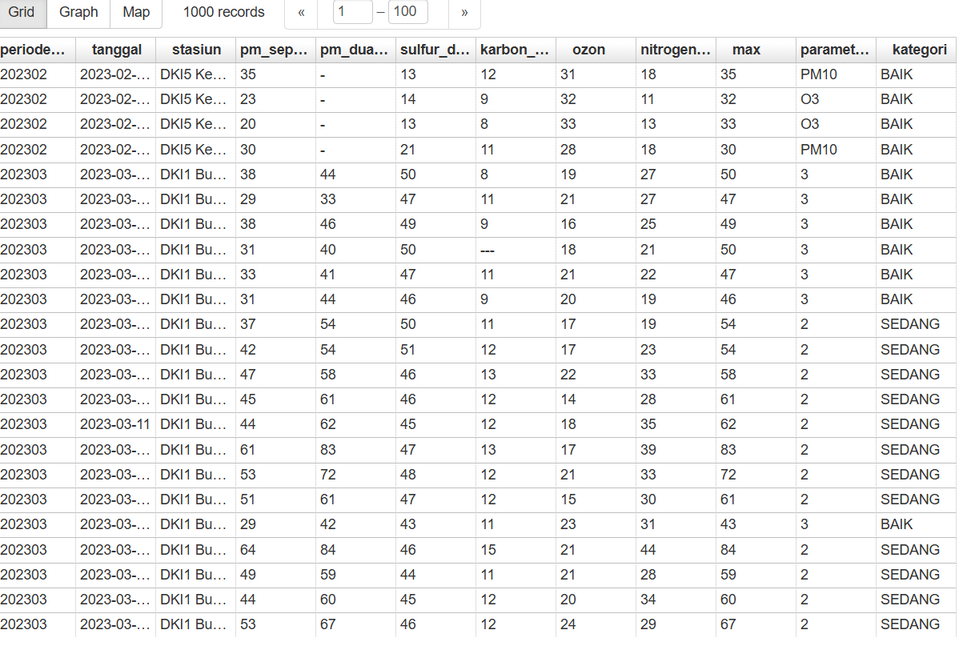 Grid Graph Map 1000 records « 1 – 100 »
periode... tanggal stasiun pm_sep... pm_dua... sulfur_d... karbon_... ozon nitrogen... max paramet... kategori
202302 2023-02-... DKI5 Ke... 35 - 13 12 31 18 35 PM10 BAIK
202302 2023-02-... DKI5 Ke... 23 - 14 9 32 11 32 O3 BAIK
202302 2023-02-... DKI5 Ke... 20 - 13 8 33 13 33 O3 BAIK
202302 2023-02-... DKI5 Ke... 30 - 21 11 28 18 30 PM10 BAIK
202303 2023-03-... DKI1 Bu... 38 44 50 8 19 27 50 3 BAIK
202303 2023-03-... DKI1 Bu... 29 33 47 11 21 27 47 3 BAIK
202303 2023-03-... DKI1 Bu... 38 46 49 9 16 25 49 3 BAIK
202303 2023-03-... DKI1 Bu... 31 40 50 --- 18 21 50 3 BAIK
202303 2023-03-... DKI1 Bu... 33 41 47 11 21 22 47 3 BAIK
202303 2023-03-... DKI1 Bu... 31 44 46 9 20 19 46 3 BAIK
202303 2023-03-... DKI1 Bu... 37 54 50 11 17 19 54 2 SEDANG
202303 2023-03-... DKI1 Bu... 42 54 51 12 17 23 54 2 SEDANG
202303 2023-03-... DKI1 Bu... 47 58 46 13 22 33 58 2 SEDANG
202303 2023-03-... DKI1 Bu... 45 61 46 12 14 28 61 2 SEDANG
202303 2023-03-11 DKI1 Bu... 44 62 45 12 18 35 62 2 SEDANG
202303 2023-03-... DKI1 Bu... 61 83 47 13 17 39 83 2 SEDANG
202303 2023-03-... DKI1 Bu... 53 72 48 12 21 33 72 2 SEDANG
202303 2023-03-... DKI1 Bu... 51 61 47 12 15 30 61 2 SEDANG
202303 2023-03-... DKI1 Bu... 29 42 43 11 23 31 43 3 BAIK
202303 2023-03-... DKI1 Bu... 64 84 46 15 21 44 84 2 SEDANG
202303 2023-03-... DKI1 Bu... 49 59 44 11 21 28 59 2 SEDANG
202303 2023-03-... DKI1 Bu... 44 60 45 12 20 34 60 2 SEDANG
202303 2023-03-... DKI1 Bu... 53 67 46 12 24 29 67 2 SEDANG